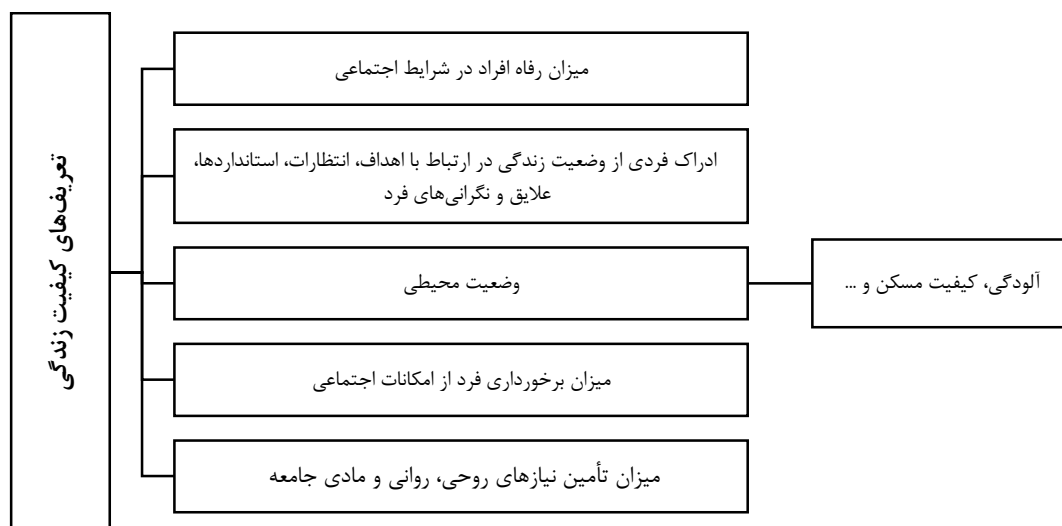 تعریف‌های کیفیت زندگی
میزان رفاه افراد در شرایط اجتماعی
ادراک فردی از وضعیت زندگی در ارتباط با اهداف، انتظارات، استانداردها،
علایق و نگرانی‌های فرد
وضعیت محیطی
آلودگی، کیفیت مسکن و ...
میزان برخورداری فرد از امکانات اجتماعی
میزان تأمین نیازهای روحی، روانی و مادی جامعه